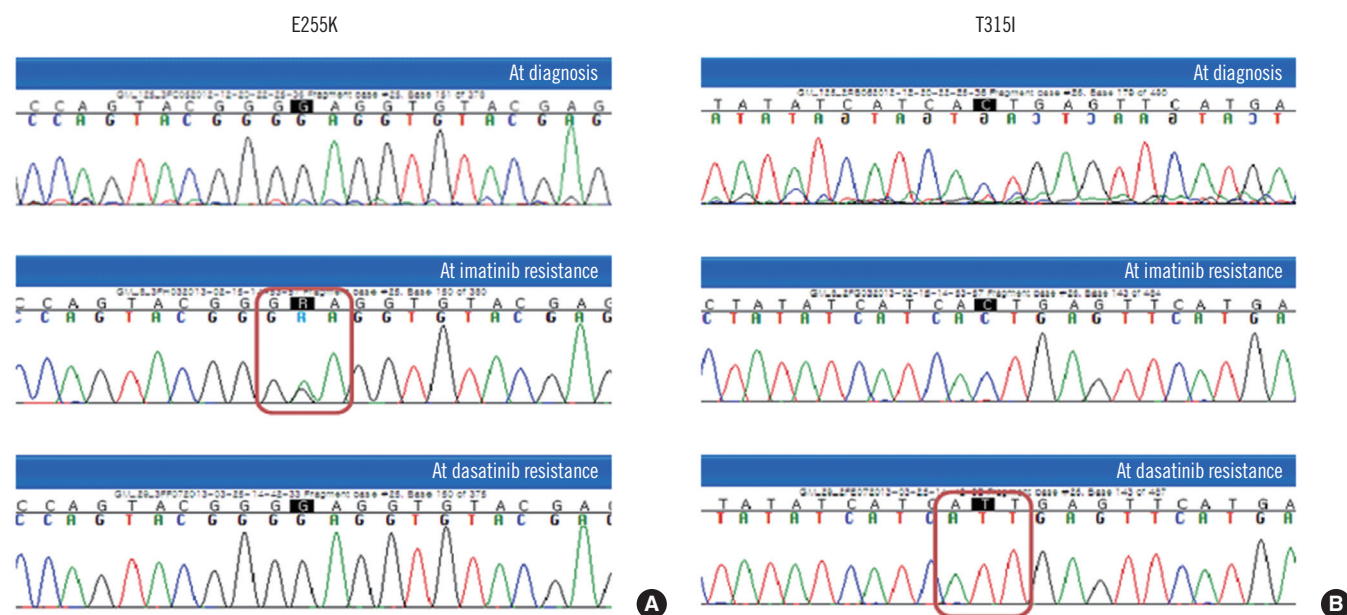 E255K
At diagnosis
C C A G T A C G G G G A G G T G T A C G A G
C C A G T A C G G G G A G G T G T A C G A G
At imatinib resistance
C C A G T A C G G G R A G G T G T A C G A G
C C A G T A C G G G A A G G T G T A C G A G
At dasatinib resistance
C C A G T A C G G G G A G G T G T A C G A
C C A G T A C G G G G A G G T G T A C G A G
A
T315I
At diagnosis
T A T A T C A T C A C T G A G T T C A T G A
A T A T A G T A G T G A C T C A A G T A C T
At imatinib resistance
C T A T A T C A T C A C T G A G T T C A T G A
C T A T A T C A T C A C T G A G T T C A T G A
At dasatinib resistance
T A T A T C A T C A T T G A G T T C A T G A
T A T A T C A T C A T T G A G T T C A T G A
B